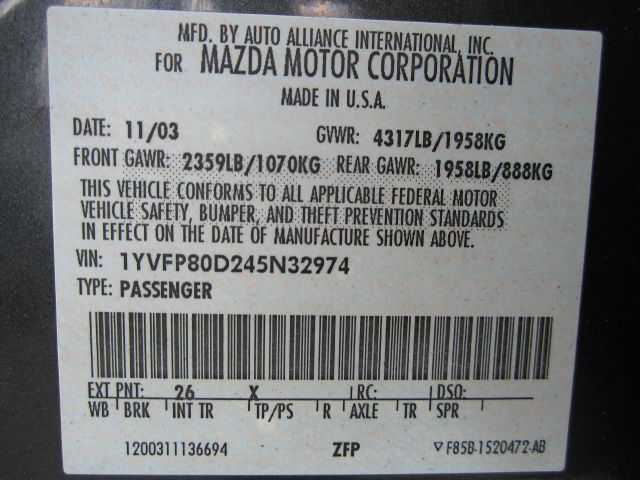 MFD. BY AUTO ALLIANCE INTERNATIONAL, INC.
FOR MAZDA MOTOR CORPORATION
MADE IN U.S.A.
DATE: 11/03 GVWR: 4317LB/1958KG
FRONT GAWR: 2359LB/1070KG REAR GAWR: 1958LB/888KG
THIS VEHICLE CONFORMS TO ALL APPLICABLE FEDERAL MOTOR
VEHICLE SAFETY, BUMPER, AND THEFT PREVENTION STANDARDS
IN EFFECT ON THE DATE OF MANUFACTURE SHOWN ABOVE.
VIN: 1YVFP80D245N32974
TYPE: PASSENGER
EXT PNT: 26 X RC: DSO:
WB BRK INT TR TP/PS R AXLE TR SPR
1200311136694 ZFP F85B-1520472-AB